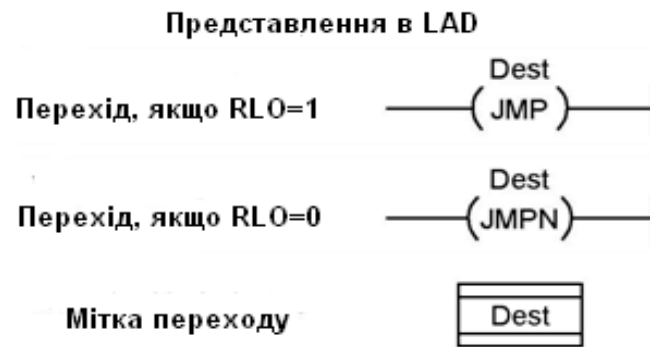 Представлення в LAD
Dest
Перехід, якщо RLO=1
JMP
Dest
Перехід, якщо RLO=0
JMPN
Мітка переходу
Dest